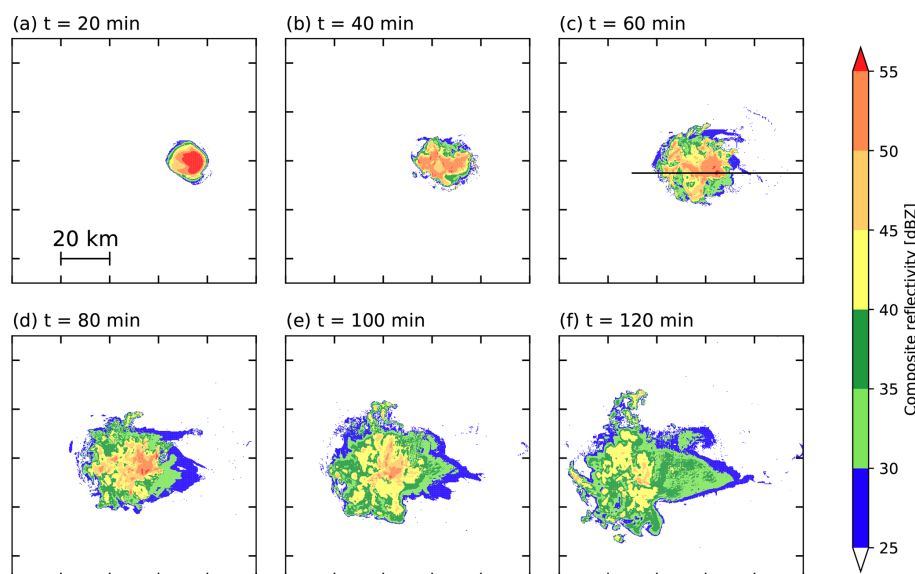 (a) t = 20 min
(b) t = 40 min
(c) t = 60 min
20 km
(d) t = 80 min
(e) t = 100 min
(f) t = 120 min
55
50
45
40
35
30
25
Composite reflectivity [dBZ]